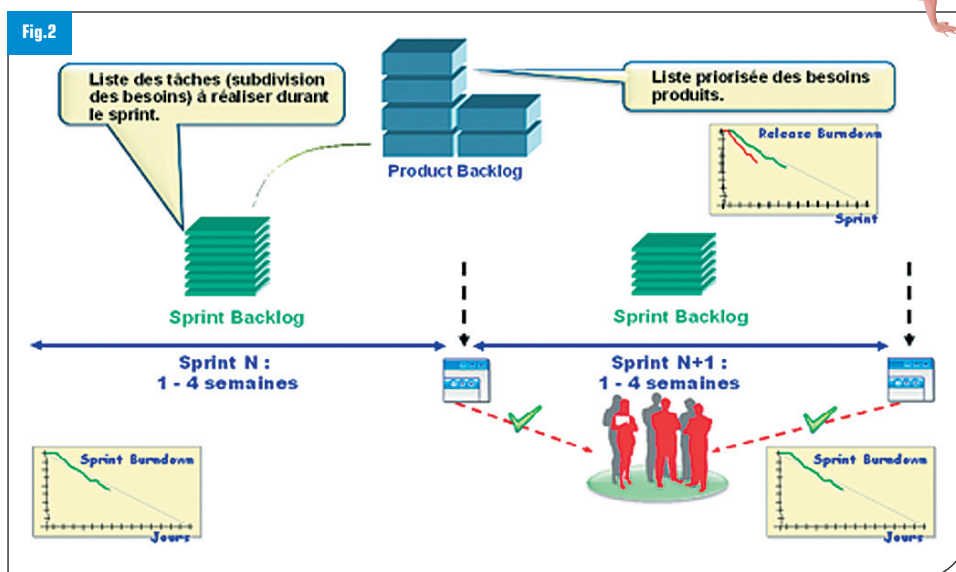 Fig.2
Liste des tâches (subdivision
des besoins) à réaliser durant
le sprint.
Liste priorisée des besoins
produits.
Product Backlog
Release Burndown
Sprint
Sprint Backlog
Sprint Backlog
Sprint N :
1 - 4 semaines
Sprint N+1 :
1 - 4 semaines
Sprint Burndown
Jours
Sprint Burndown
Jours